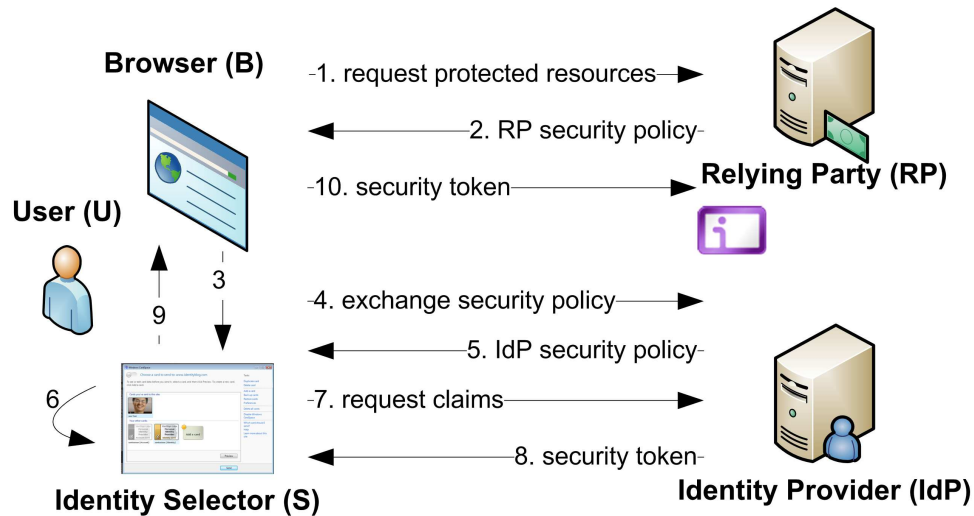 Browser (B)
1. request protected resources
2. RP security policy
10. security token
Relying Party (RP)
User (U)
3
9
4. exchange security policy
5. IdP security policy
6
7. request claims
8. security token
Identity Selector (S)
Identity Provider (IdP)